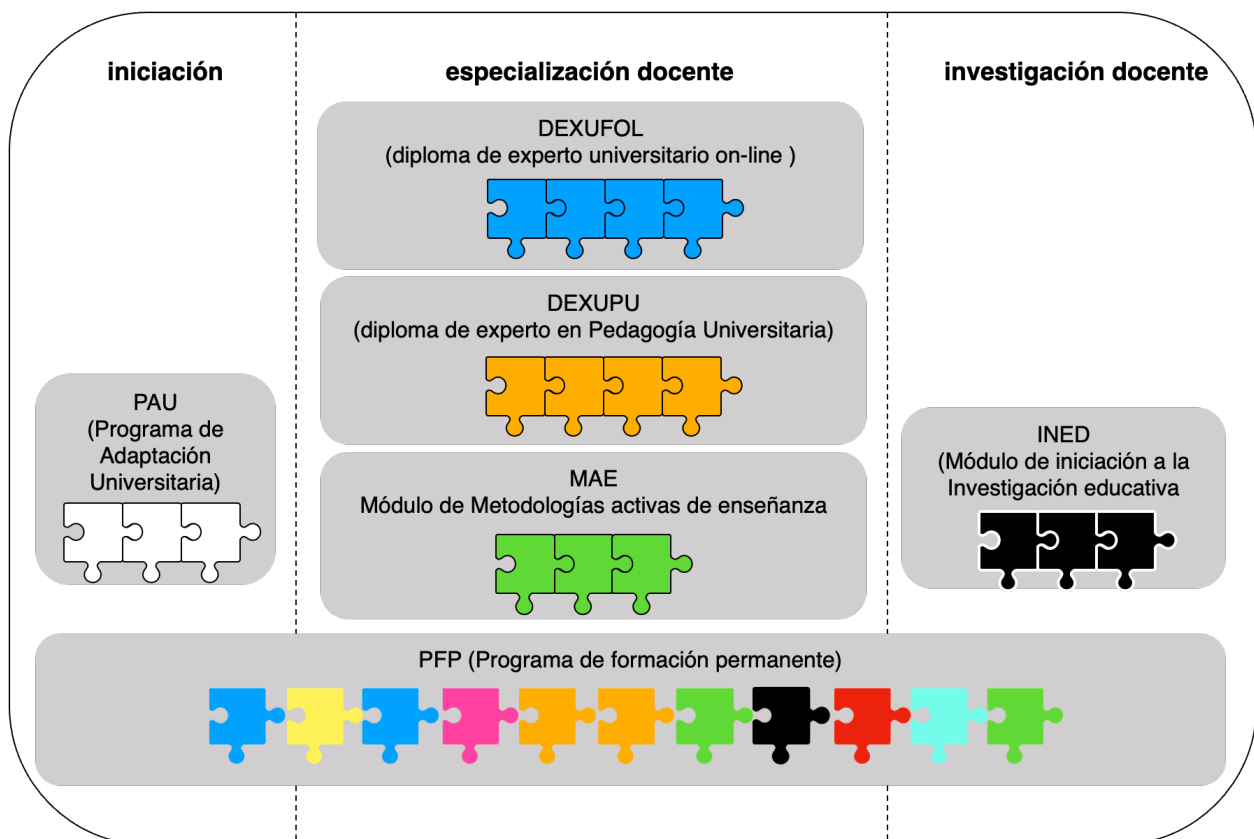 iniciación
especialización docente
investigación docente
DEXUFOL
(diploma de experto universitario on-line )
DEXUPU
(diploma de experto en Pedagogía Universitaria)
PAU
(Programa de
Adaptación
Universitaria)
MAE
Módulo de Metodologías activas de enseñanza
INED
(Módulo de iniciación a la
Investigación educativa
PFP (Programa de formación permanente)